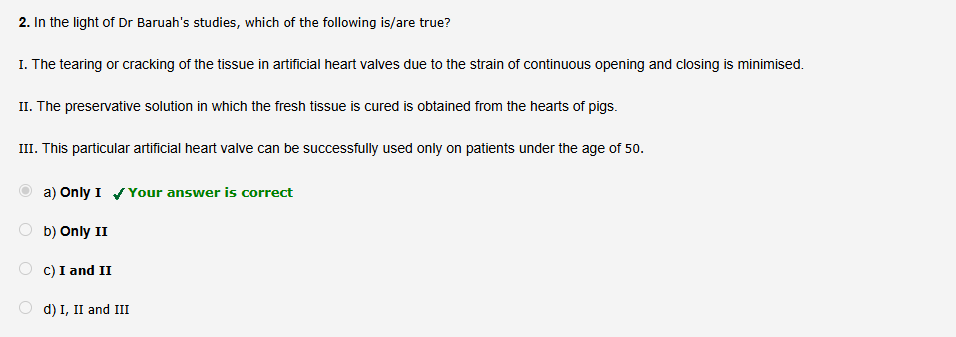 2. In the light of Dr Baruah's studies, which of the following is/are true?
I. The tearing or cracking of the tissue in artificial heart valves due to the strain of continuous opening and closing is minimised.
II. The preservative solution in which the fresh tissue is cured is obtained from the hearts of pigs.
III. This particular artificial heart valve can be successfully used only on patients under the age of 50.
a) Only I ✓ Your answer is correct
b) Only II
c) I and II
d) I, II and III